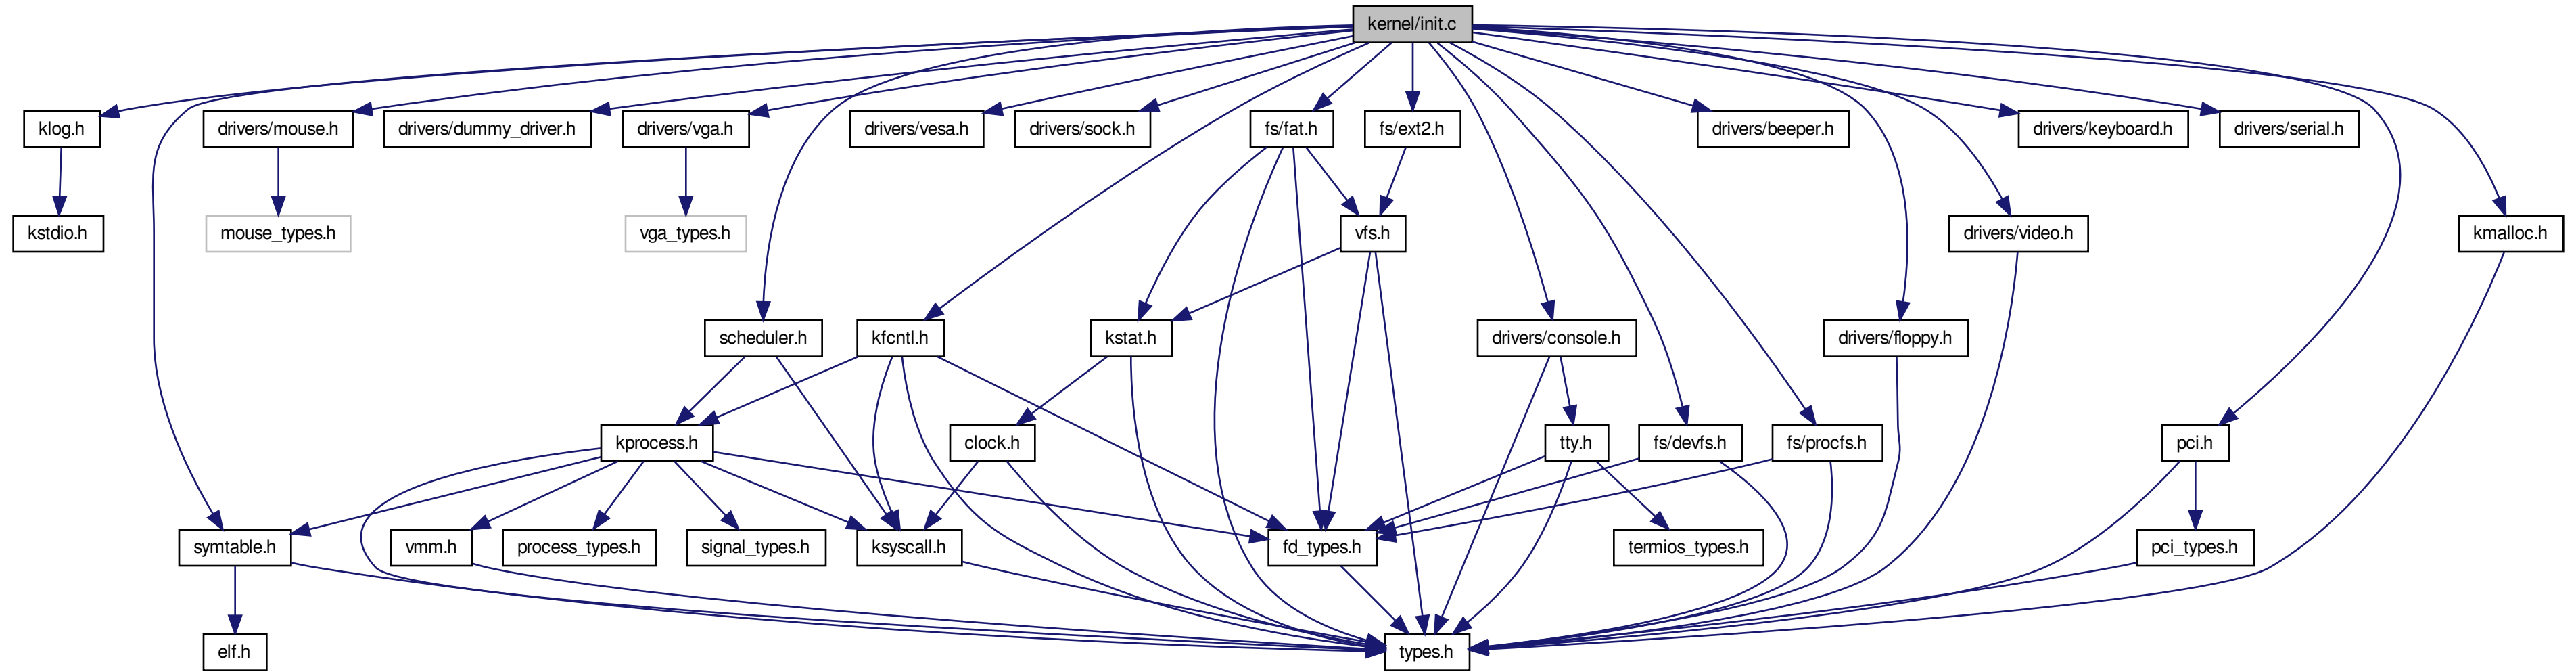 kernel/init.c
klog.h
drivers/mouse.h
drivers/dummy_driver.h
drivers/vga.h
drivers/vesa.h
drivers/sock.h
fs/fat.h
fs/ext2.h
drivers/beeper.h
drivers/keyboard.h
drivers/serial.h
kstdio.h
mouse_types.h
vga_types.h
vfs.h
drivers/video.h
kmalloc.h
scheduler.h
kfcntl.h
kstat.h
drivers/console.h
drivers/floppy.h
kprocess.h
clock.h
tty.h
fs/devfs.h
fs/procfs.h
pci.h
symtable.h
vmm.h
process_types.h
signal_types.h
ksyscall.h
fd_types.h
termios_types.h
pci_types.h
elf.h
types.h